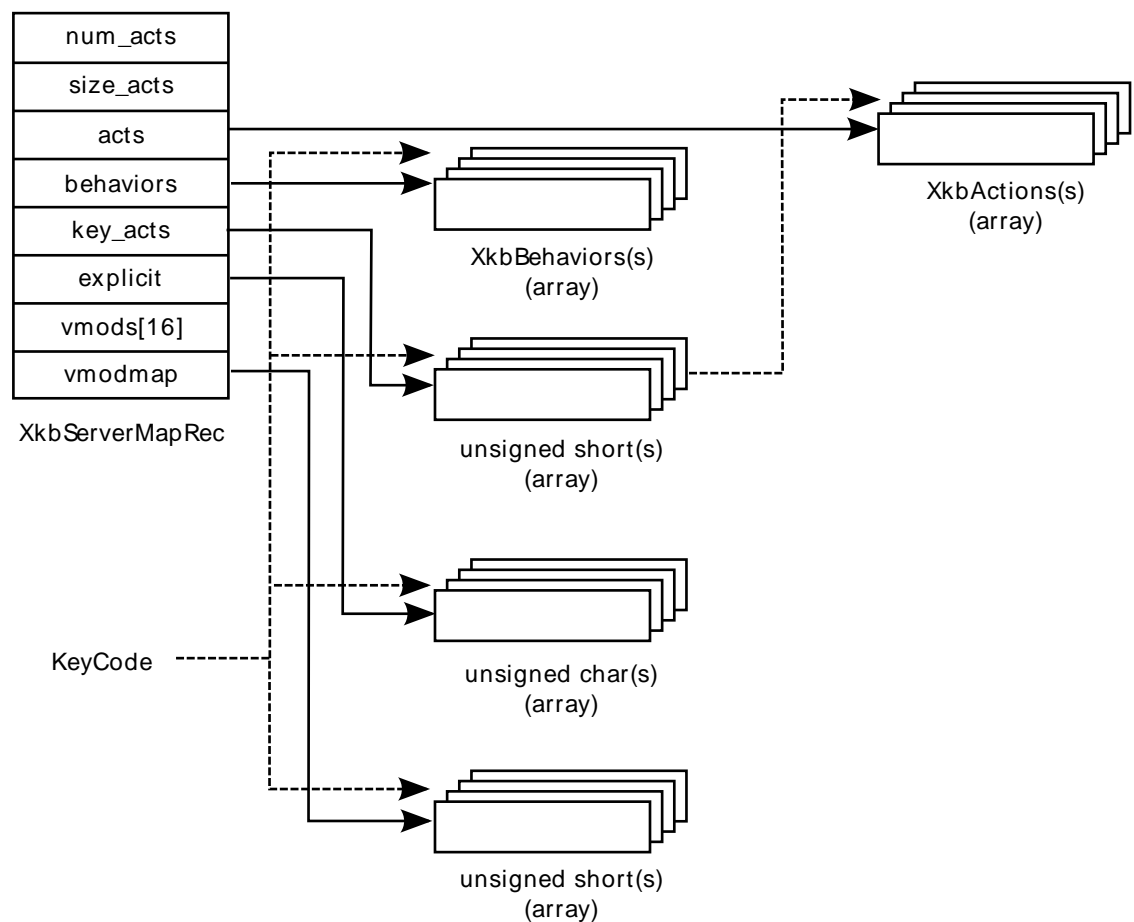 num_acts
size_acts
acts
behaviors
key_acts
explicit
vmods[16]
vmodmap
XkbServerMapRec
KeyCode
XkbBehaviors(s)
(array)
unsigned short(s)
(array)
unsigned char(s)
(array)
unsigned short(s)
(array)
XkbActions(s)
(array)